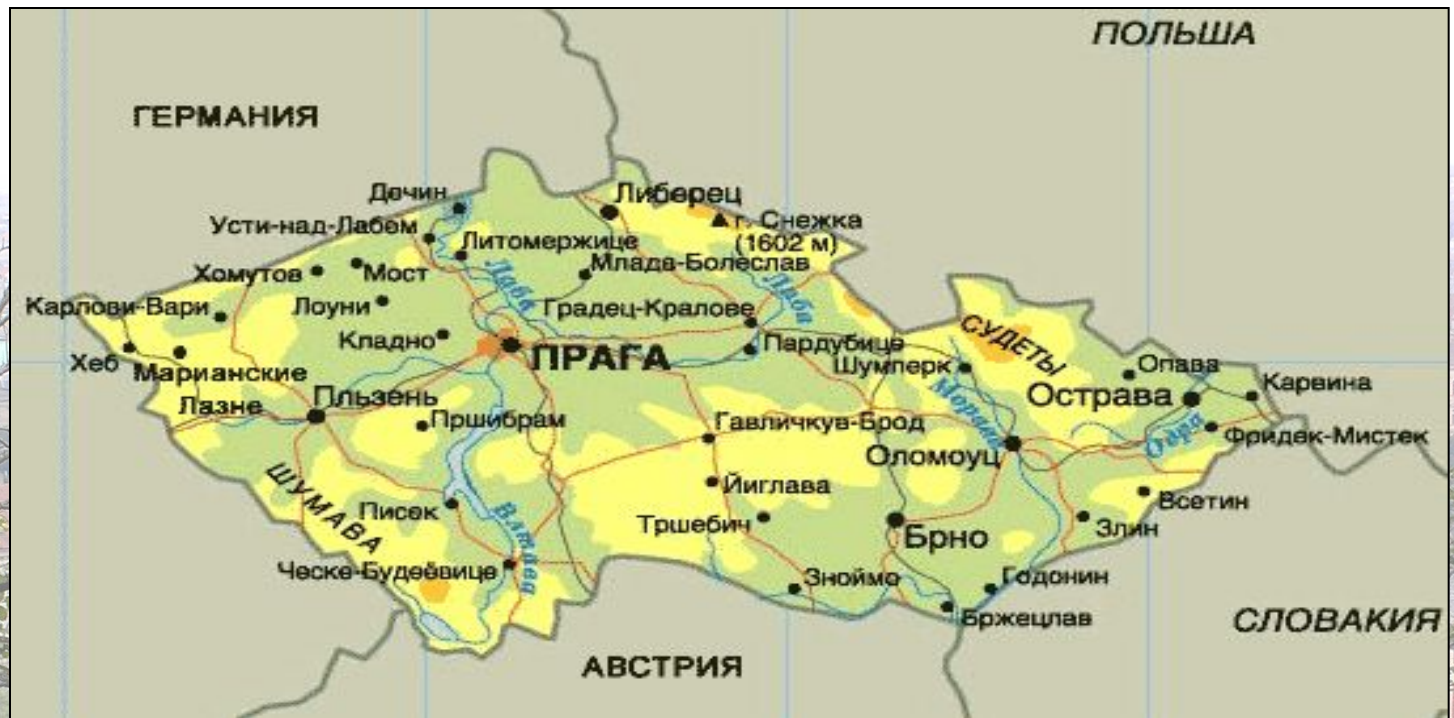 ПОЛЬША
ГЕРМАНИЯ
Дечин
Либерец
Усти-над-Лабем
г. Снежка
(1602 м)
Литомержице
Хомутов
Мост
Млада-Болеслав
Лаба
Лаба
Карлови-Вари
Лоуни
Градец-Кралове
Кладно
ПРАГА
Пардубице
СУДЕТЫ
Хеб
Марианские
Лазне
Шумперк
Опава
Острава
Карвина
Пльзень
Пршибрам
Гавличкув-Брод
Морава
Одра
Фридек-Мистек
Оломоуц
ШУМАВА
Йиглава
Писек
Влтава
Тршебич
Всетин
Злин
Брно
Ческе-Будеёвице
Зноймо
Годонин
Бржецлав
СЛОВАКИЯ
АВСТРИЯ